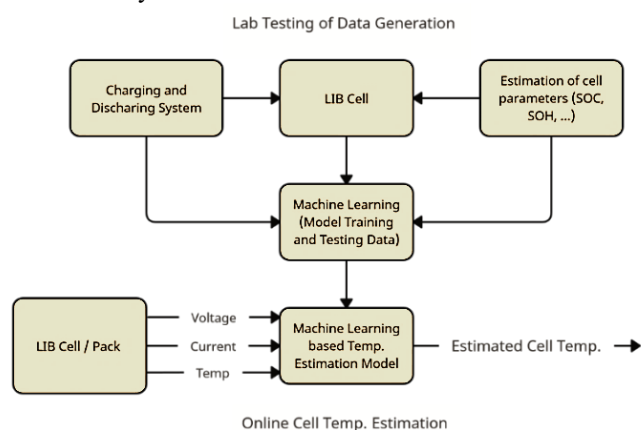 Lab Testing of Data Generation
Charging and
Discharing System
LIB Cell
Estimation of cell
parameters (SOC,
SOH, ...)
Machine Learning
(Model Training
and Testing Data)
LIB Cell / Pack
Voltage
Current
Temp
Machine Learning
based Temp.
Estimation Model
Estimated Cell Temp.
Online Cell Temp. Estimation